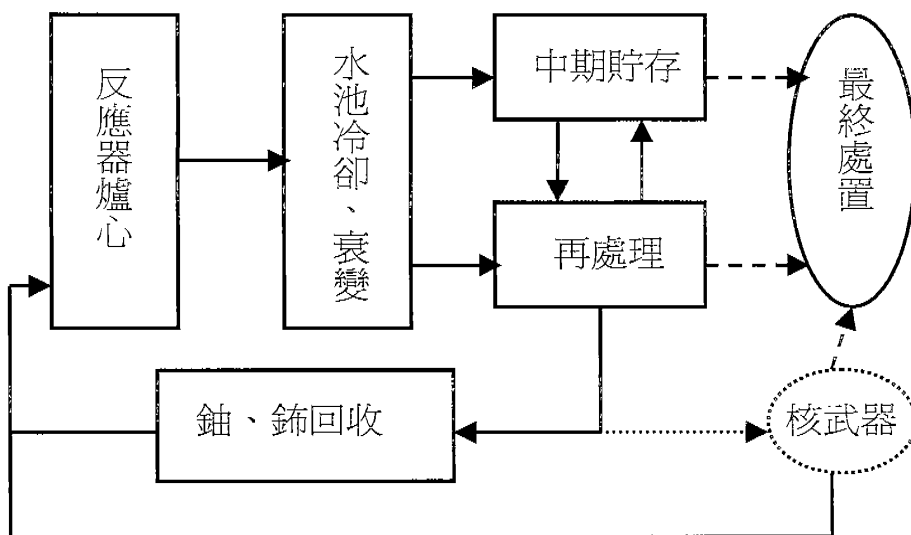 反應器爐心
水池冷卻、衰變
中期貯存
再處理
最終處置
鈾、鈽回收
核武器